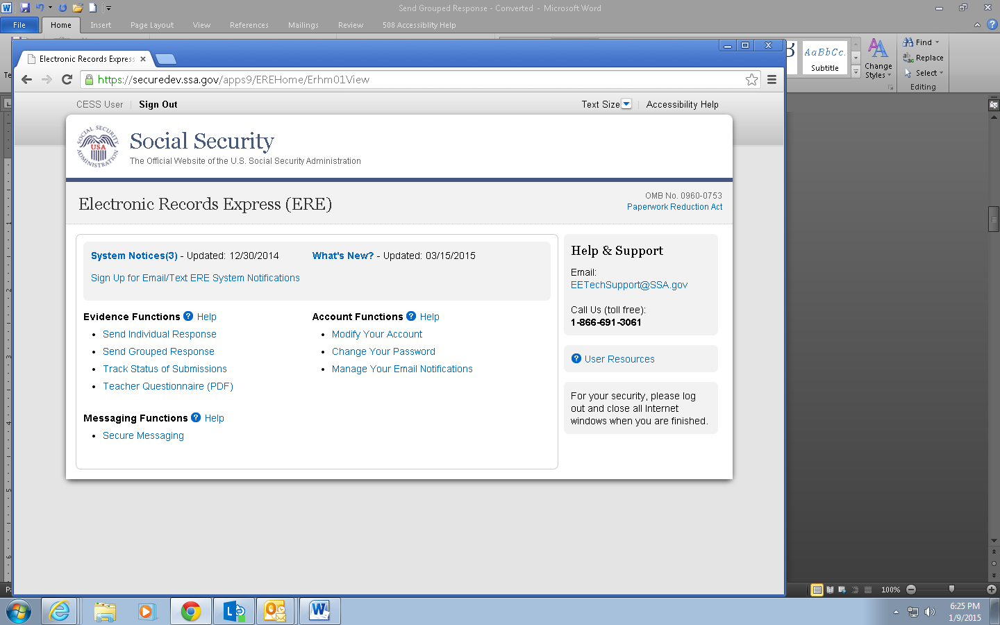 Send Grouped Response - Converted - Microsoft Word
File Home Insert Page Layout View References Mailings Review 508 Accessiblity Help
Electronic Records Express
https://securedev.ssa.gov/apps9/EREHome/Erhm01View
AaBbCc.
Subtitle
Change Styles
Find
Replace
Select
Editing
CESS User Sign Out Text Size Accessibility Help
SOCIAL SECURITY ADMINISTRATION
USA
Social Security
The Official Website of the U.S. Social Security Administration
Electronic Records Express (ERE)
OMB No. 0960-0753
Paperwork Reduction Act
System Notices(3) - Updated: 12/30/2014
What's New? - Updated: 03/15/2015
Sign Up for Email/Text ERE System Notifications
Evidence Functions ? Help
• Send Individual Response
• Send Grouped Response
• Track Status of Submissions
• Teacher Questionnaire (PDF)
Account Functions ? Help
• Modify Your Account
• Change Your Password
• Manage Your Email Notifications
Messaging Functions ? Help
• Secure Messaging
Help & Support
Email:
EETechSupport@SSA.gov
Call Us (toll free):
1-866-691-3061
? User Resources
For your security, please log
out and close all Internet
windows when you are finished.
100%
6:25 PM
1/9/2015